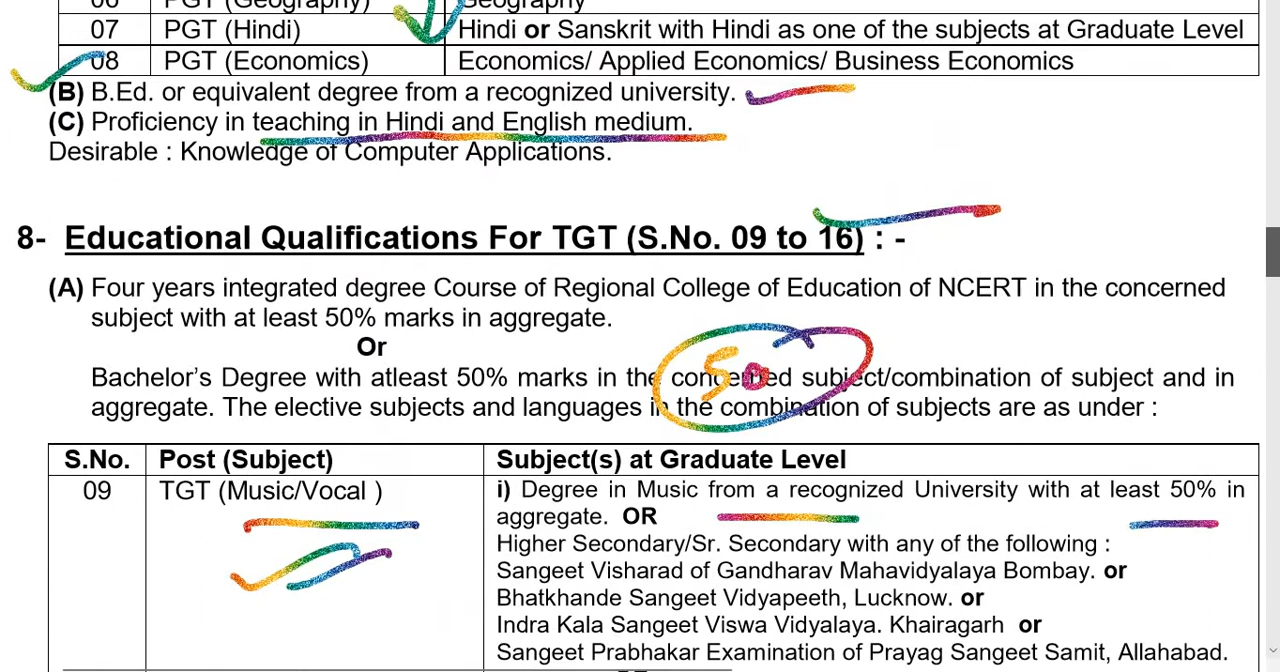 06 PGT (Geography) Geography
07 PGT (Hindi) Hindi or Sanskrit with Hindi as one of the subjects at Graduate Level
08 PGT (Economics) Economics/ Applied Economics/ Business Economics
(B) B.Ed. or equivalent degree from a recognized university.
(C) Proficiency in teaching in Hindi and English medium.
Desirable : Knowledge of Computer Applications.
8- Educational Qualifications For TGT (S.No. 09 to 16) : -
(A) Four years integrated degree Course of Regional College of Education of NCERT in the concerned
subject with at least 50% marks in aggregate.
Or
50
Bachelor’s Degree with atleast 50% marks in the concerned subject/combination of subject and in
aggregate. The elective subjects and languages in the combination of subjects are as under :
S.No. Post (Subject) Subject(s) at Graduate Level
09 TGT (Music/Vocal ) i) Degree in Music from a recognized University with at least 50% in
aggregate. OR
Higher Secondary/Sr. Secondary with any of the following :
Sangeet Visharad of Gandharav Mahavidyalaya Bombay. or
Bhatkhande Sangeet Vidyapeeth, Lucknow. or
Indra Kala Sangeet Viswa Vidyalaya. Khairagarh or
Sangeet Prabhakar Examination of Prayag Sangeet Samit, Allahabad.